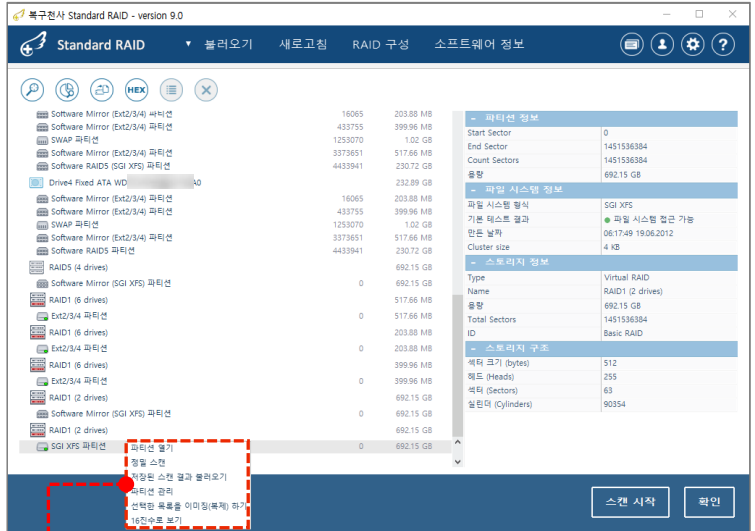 복구천사 Standard RAID - version 9.0
Standard RAID ▼ 불러오기 새로고침 RAID 구성 소프트웨어 정보
HEX
Software Mirror (Ext2/3/4) 파티션 16065 203.88 MB
Software Mirror (Ext2/3/4) 파티션 433755 399.96 MB
SWAP 파티션 1253070 1.02 GB
Software Mirror (Ext2/3/4) 파티션 3373651 517.66 MB
Software RAID5 (SGI XFS) 파티션 4433941 230.72 GB
Drive4 Fixed ATA WD A0 232.89 GB
Software Mirror (Ext2/3/4) 파티션 16065 203.88 MB
Software Mirror (Ext2/3/4) 파티션 433755 399.96 MB
SWAP 파티션 1253070 1.02 GB
Software Mirror (Ext2/3/4) 파티션 3373651 517.66 MB
Software RAID5 파티션 4433941 230.72 GB
RAID5 (4 drives) 692.15 GB
Software Mirror (SGI XFS) 파티션 0 692.15 GB
RAID1 (6 drives) 517.66 MB
Ext2/3/4 파티션 0 517.66 MB
RAID1 (6 drives) 203.88 MB
Ext2/3/4 파티션 0 203.88 MB
RAID1 (6 drives) 399.96 MB
Ext2/3/4 파티션 0 399.96 MB
RAID1 (2 drives) 692.15 GB
Software Mirror (SGI XFS) 파티션 0 692.15 GB
RAID1 (2 drives) 692.15 GB
SGI XFS 파티션 0 692.15 GB
파티션 열기
정밀 스캔
저장된 스캔 결과 불러오기
파티션 관리
선택한 목록을 이미징(복제) 하기
16진수로 보기
- 파티션 정보
Start Sector 0
End Sector 1451536384
Count Sectors 1451536384
용량 692.15 GB
- 파일 시스템 정보
파일 시스템 형식 SGI XFS
기본 테스트 결과 ● 파일 시스템 접근 가능
만든 날짜 06:17:49 19.06.2012
Cluster size 4 KB
- 스토리지 정보
Type Virtual RAID
Name RAID1 (2 drives)
용량 692.15 GB
Total Sectors 1451536384
ID Basic RAID
- 스토리지 구조
섹터 크기 (bytes) 512
헤드 (Heads) 255
섹터 (Sectors) 63
실린더 (Cylinders) 90354
스캔 시작 확인